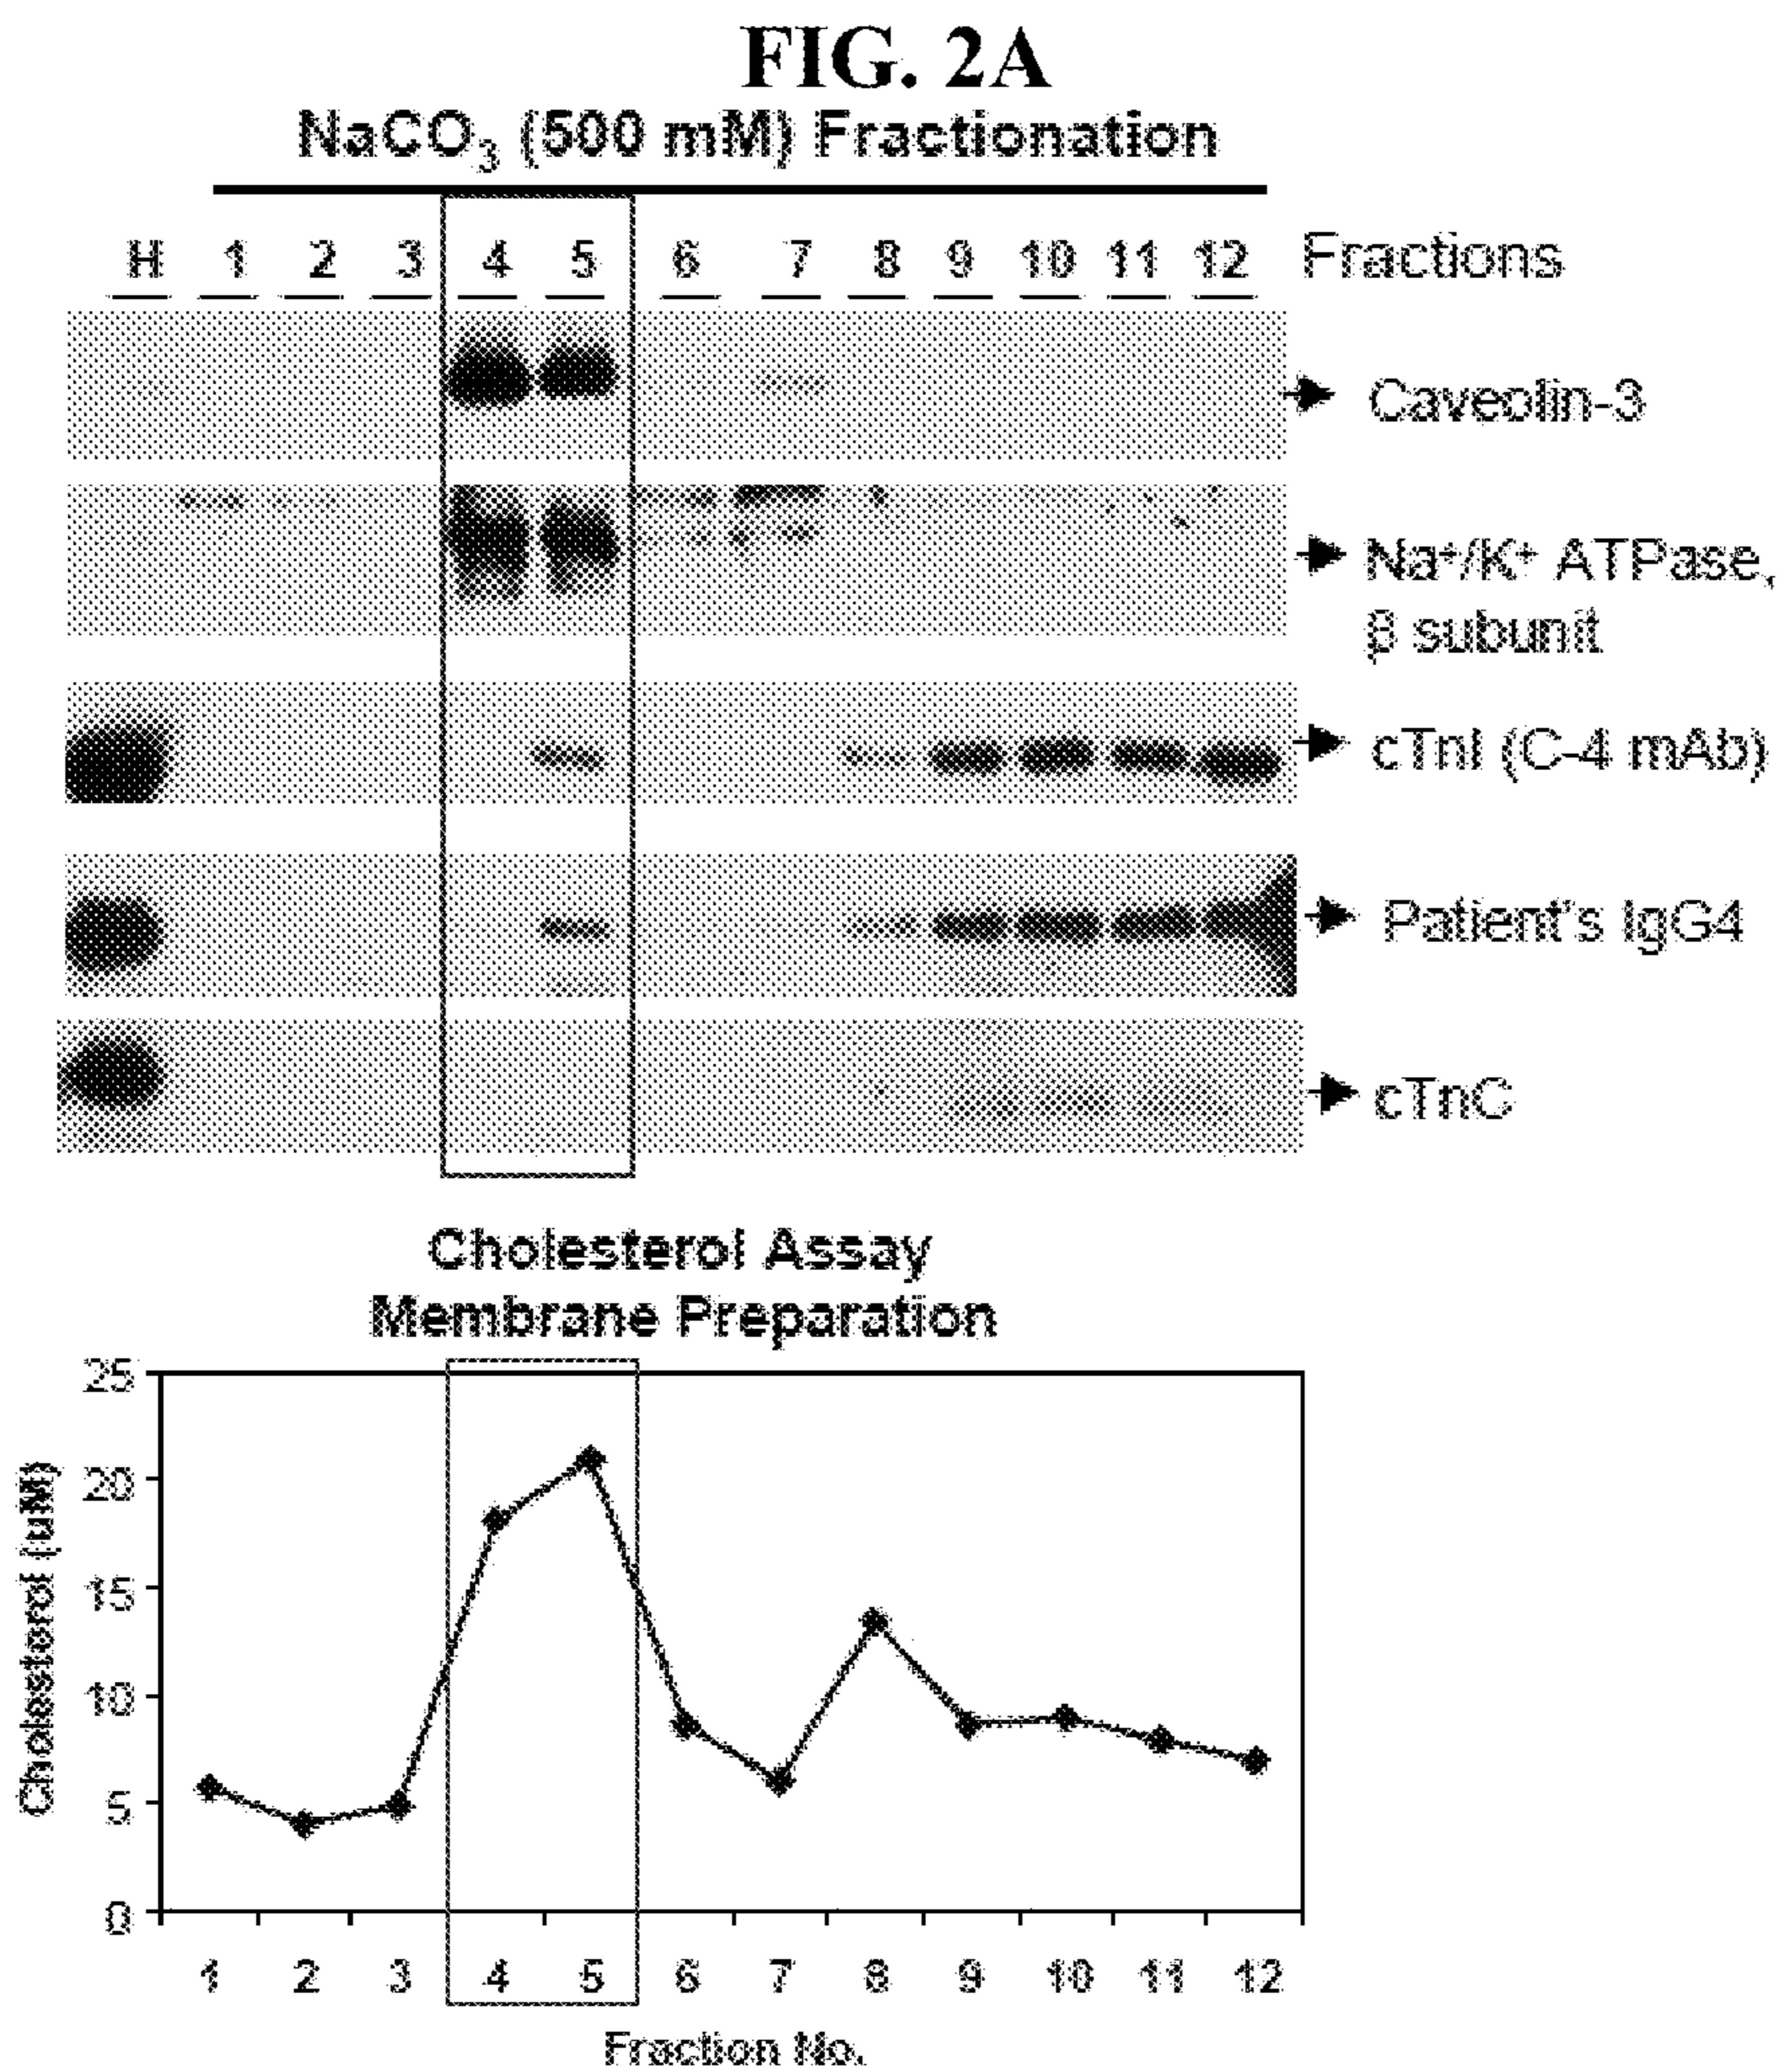 FIG. 2A
NaCO₃ (500 mM) Fractionation
H 1 2 3 4 5 6 7 8 9 10 11 12 Fractions
Caveolin-3
Na⁺/K⁺ ATPase,
β subunit
cTnI (C-4 mAb)
Patient's IgG4
cTnC
Cholesterol Assay
Membrane Preparation
25
20
15
10
5
0
Cholesterol (uM)
1 2 3 4 5 6 7 8 9 10 11 12
Fraction No.